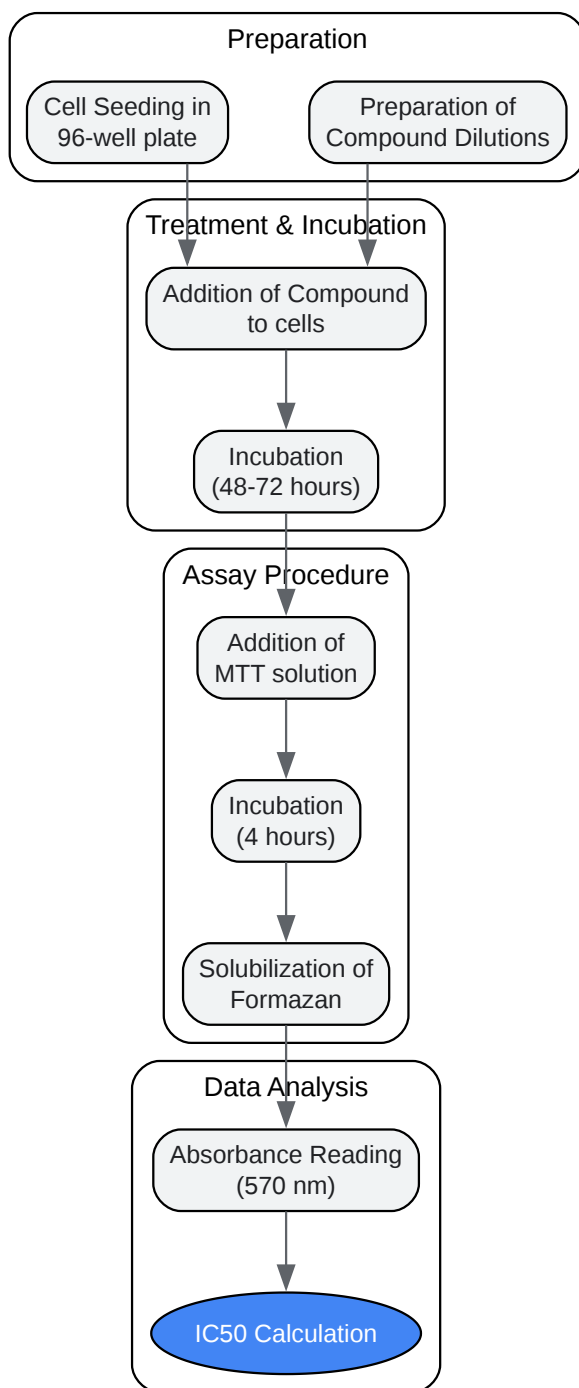 Preparation
Cell Seeding in
96-well plate
Preparation of
Compound Dilutions
Treatment & Incubation
Addition of Compound
to cells
Incubation
(48-72 hours)
Assay Procedure
Addition of
MTT solution
Incubation
(4 hours)
Solubilization of
Formazan
Data Analysis
Absorbance Reading
(570 nm)
IC50 Calculation